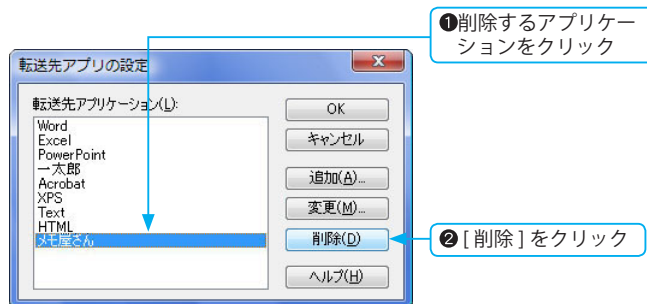 ❶削除するアプリケー
ションをクリック
転送先アプリの設定
転送先アプリケーション(L):
Word
Excel
PowerPoint
一太郎
Acrobat
XPS
Text
HTML
メモ屋さん
OK
キャンセル
追加(A)...
変更(M)...
削除(D)
❷[削除]をクリック
ヘルプ(H)